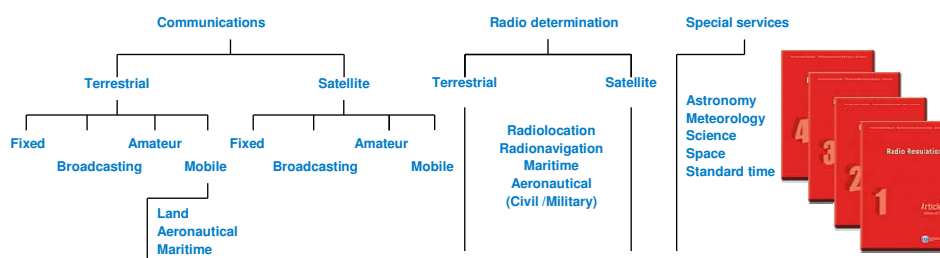 Communications
Radio determination
Special services
Terrestrial
Satellite
Terrestrial
Satellite
Fixed
Broadcasting
Amateur
Mobile
Fixed
Broadcasting
Amateur
Mobile
Land
Aeronautical
Maritime
Radiolocation
Radionavigation
Maritime
Aeronautical
(Civil /Military)
Astronomy
Meteorology
Science
Space
Standard time
4
3
2
1
Radio Regulation
Article